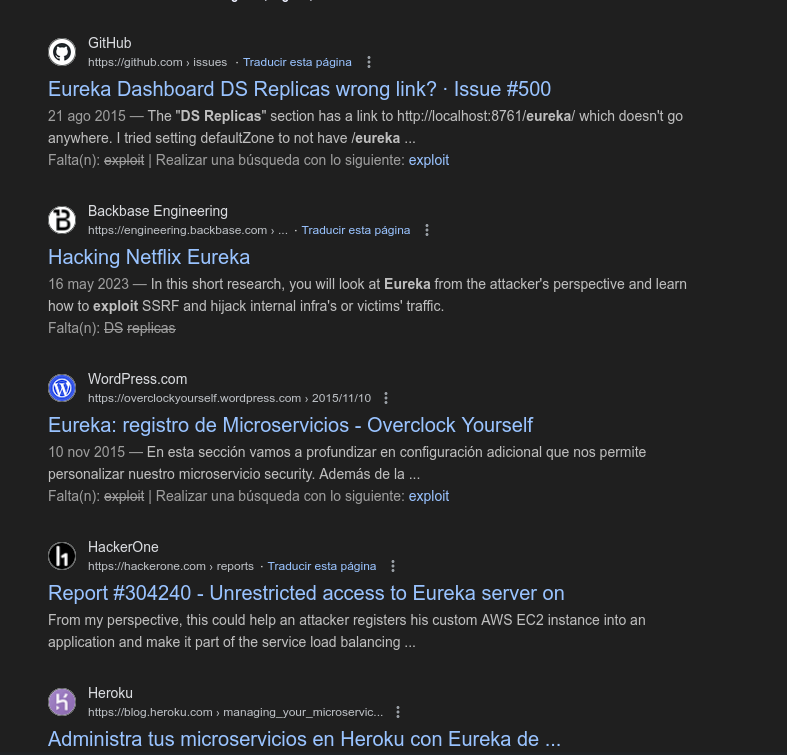 GitHub
https://github.com › issues · Traducir esta página
Eureka Dashboard DS Replicas wrong link? · Issue #500
21 ago 2015 — The "DS Replicas" section has a link to http://localhost:8761/eureka/ which doesn't go
anywhere. I tried setting defaultZone to not have /eureka ...
Falta(n): exploit | Realizar una búsqueda con lo siguiente: exploit
Backbase Engineering
https://engineering.backbase.com › ... · Traducir esta página
Hacking Netflix Eureka
16 may 2023 — In this short research, you will look at Eureka from the attacker's perspective and learn
how to exploit SSRF and hijack internal infra's or victims' traffic.
Falta(n): DS replicas
WordPress.com
https://overclockyourself.wordpress.com › 2015/11/10
Eureka: registro de Microservicios - Overclock Yourself
10 nov 2015 — En esta sección vamos a profundizar en configuración adicional que nos permite
personalizar nuestro microservicio security. Además de la ...
Falta(n): exploit | Realizar una búsqueda con lo siguiente: exploit
HackerOne
https://hackerone.com › reports · Traducir esta página
Report #304240 - Unrestricted access to Eureka server on
From my perspective, this could help an attacker registers his custom AWS EC2 instance into an
application and make it part of the service load balancing ...
Heroku
https://blog.heroku.com › managing_your_microservic...
Administra tus microservicios en Heroku con Eureka de ...